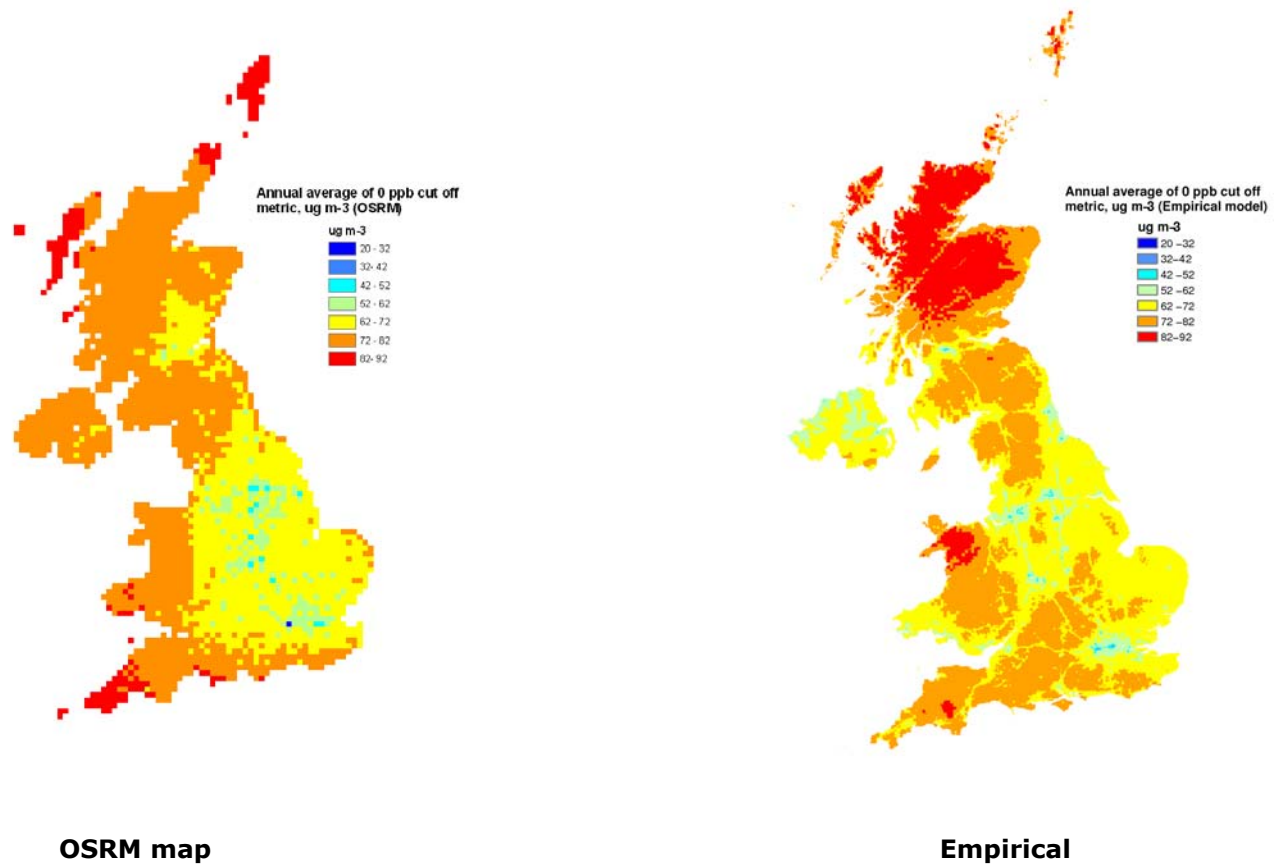 Annual average of 0 ppb cut off
metric, ug m-3 (OSRM)
ug m-3
20 - 32
32- 42
42 - 52
52 - 62
62 - 72
72 - 82
82- 92
Annual average of 0 ppb cut off
metric, ug m-3 (Empirical model)
ug m-3
20 –32
32–42
42 –52
52 –62
62–72
72 –82
82–92
OSRM map
Empirical